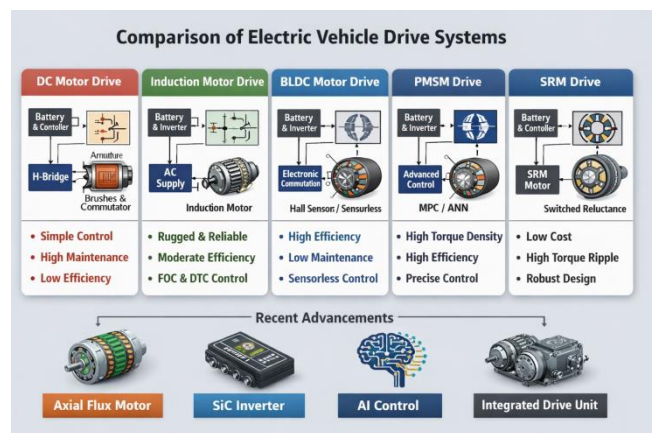 Comparison of Electric Vehicle Drive Systems
DC Motor Drive
Battery
& Contoller
H-Bridge
Armuture
Brushes &
Commutator
• Simple Control
• High Maintenance
• Low Efficiency
Induction Motor Drive
Battery
& Inverter
AC
Supply
Induction Motor
• Rugged & Reliable
• Moderate Efficiency
• FOC & DTC Control
BLDC Motor Drive
Battery
& Inverter
Electronic
Commutation
Hall Sensor / Sensurless
• High Efficiency
• Low Maintenance
• Sensorless Control
PMSM Drive
Battery
& Inverter
Advanced
Control
MPC / ANN
• High Torque Density
• High Efficiency
• Precise Control
SRM Drive
Battery
& Contoller
SRM
Motor
Switched Reluctance
• Low Cost
• High Torque Ripple
• Robust Design
Recent Advancements
Axial Flux Motor
SiC Inverter
AI Control
Integrated Drive Unit